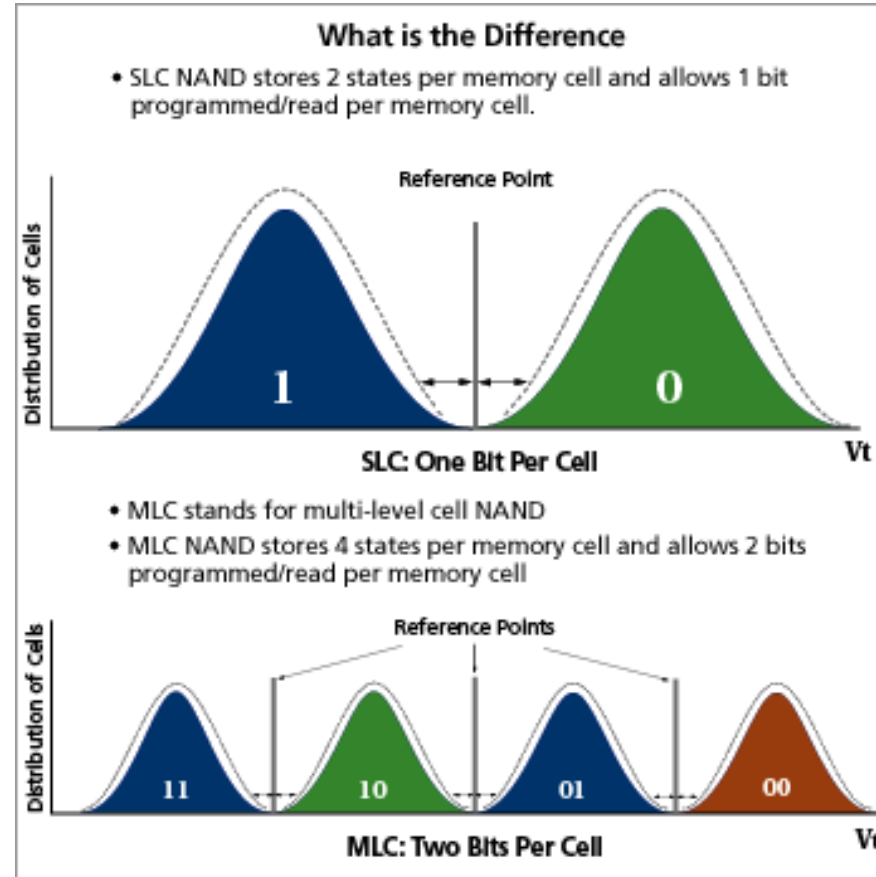 What is the Difference
• SLC NAND stores 2 states per memory cell and allows 1 bit
programmed/read per memory cell.
Reference Point
Distribution of Cells
1
0
Vt
SLC: One Bit Per Cell
• MLC stands for multi-level cell NAND
• MLC NAND stores 4 states per memory cell and allows 2 bits
programmed/read per memory cell
Reference Points
Distribution of Cells
11
10
01
00
Vt
MLC: Two Bits Per Cell